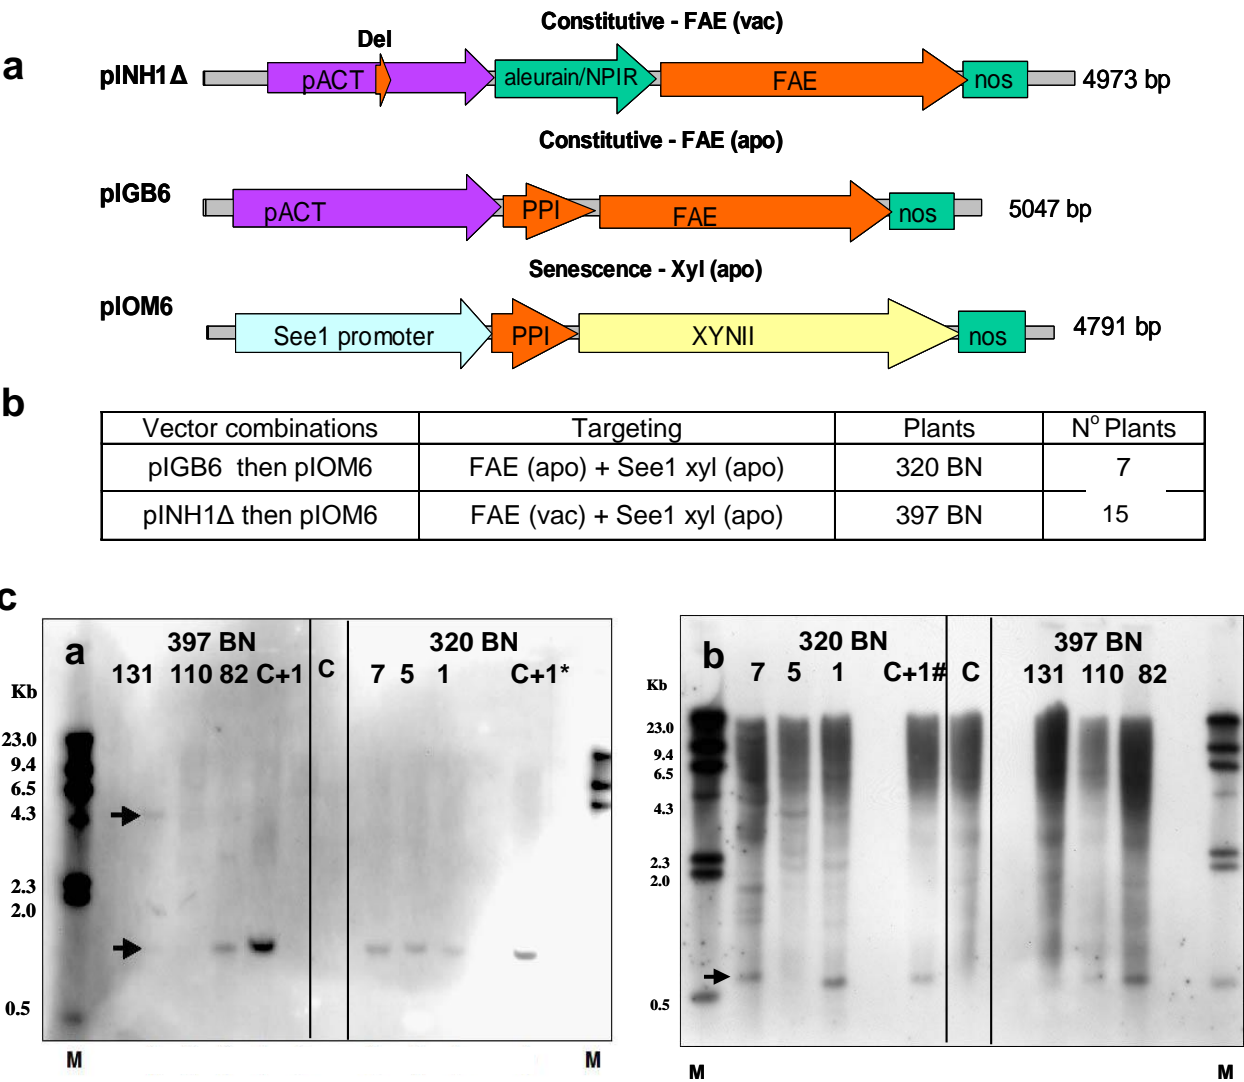 a
Constitutive - FAE (vac)
Del
pINH1Δ pACT aleurain/NPIR FAE nos 4973 bp
Constitutive - FAE (apo)
pIGB6 pACT PPI FAE nos 5047 bp
Senescence - Xyl (apo)
pIOM6 See1 promoter PPI XYNII nos 4791 bp
b
Vector combinations Targeting Plants Nº Plants
pIGB6 then pIOM6 FAE (apo) + See1 xyl (apo) 320 BN 7
pINH1Δ then pIOM6 FAE (vac) + See1 xyl (apo) 397 BN 15
c
a 397 BN 320 BN
131 110 82 C+1 C 7 5 1 C+1*
Kb
23.0
9.4
6.5
4.3
2.3
2.0
0.5
M M
b 320 BN 397 BN
7 5 1 C+1# C 131 110 82
Kb
23.0
9.4
6.5
4.3
2.3
2.0
0.5
M M